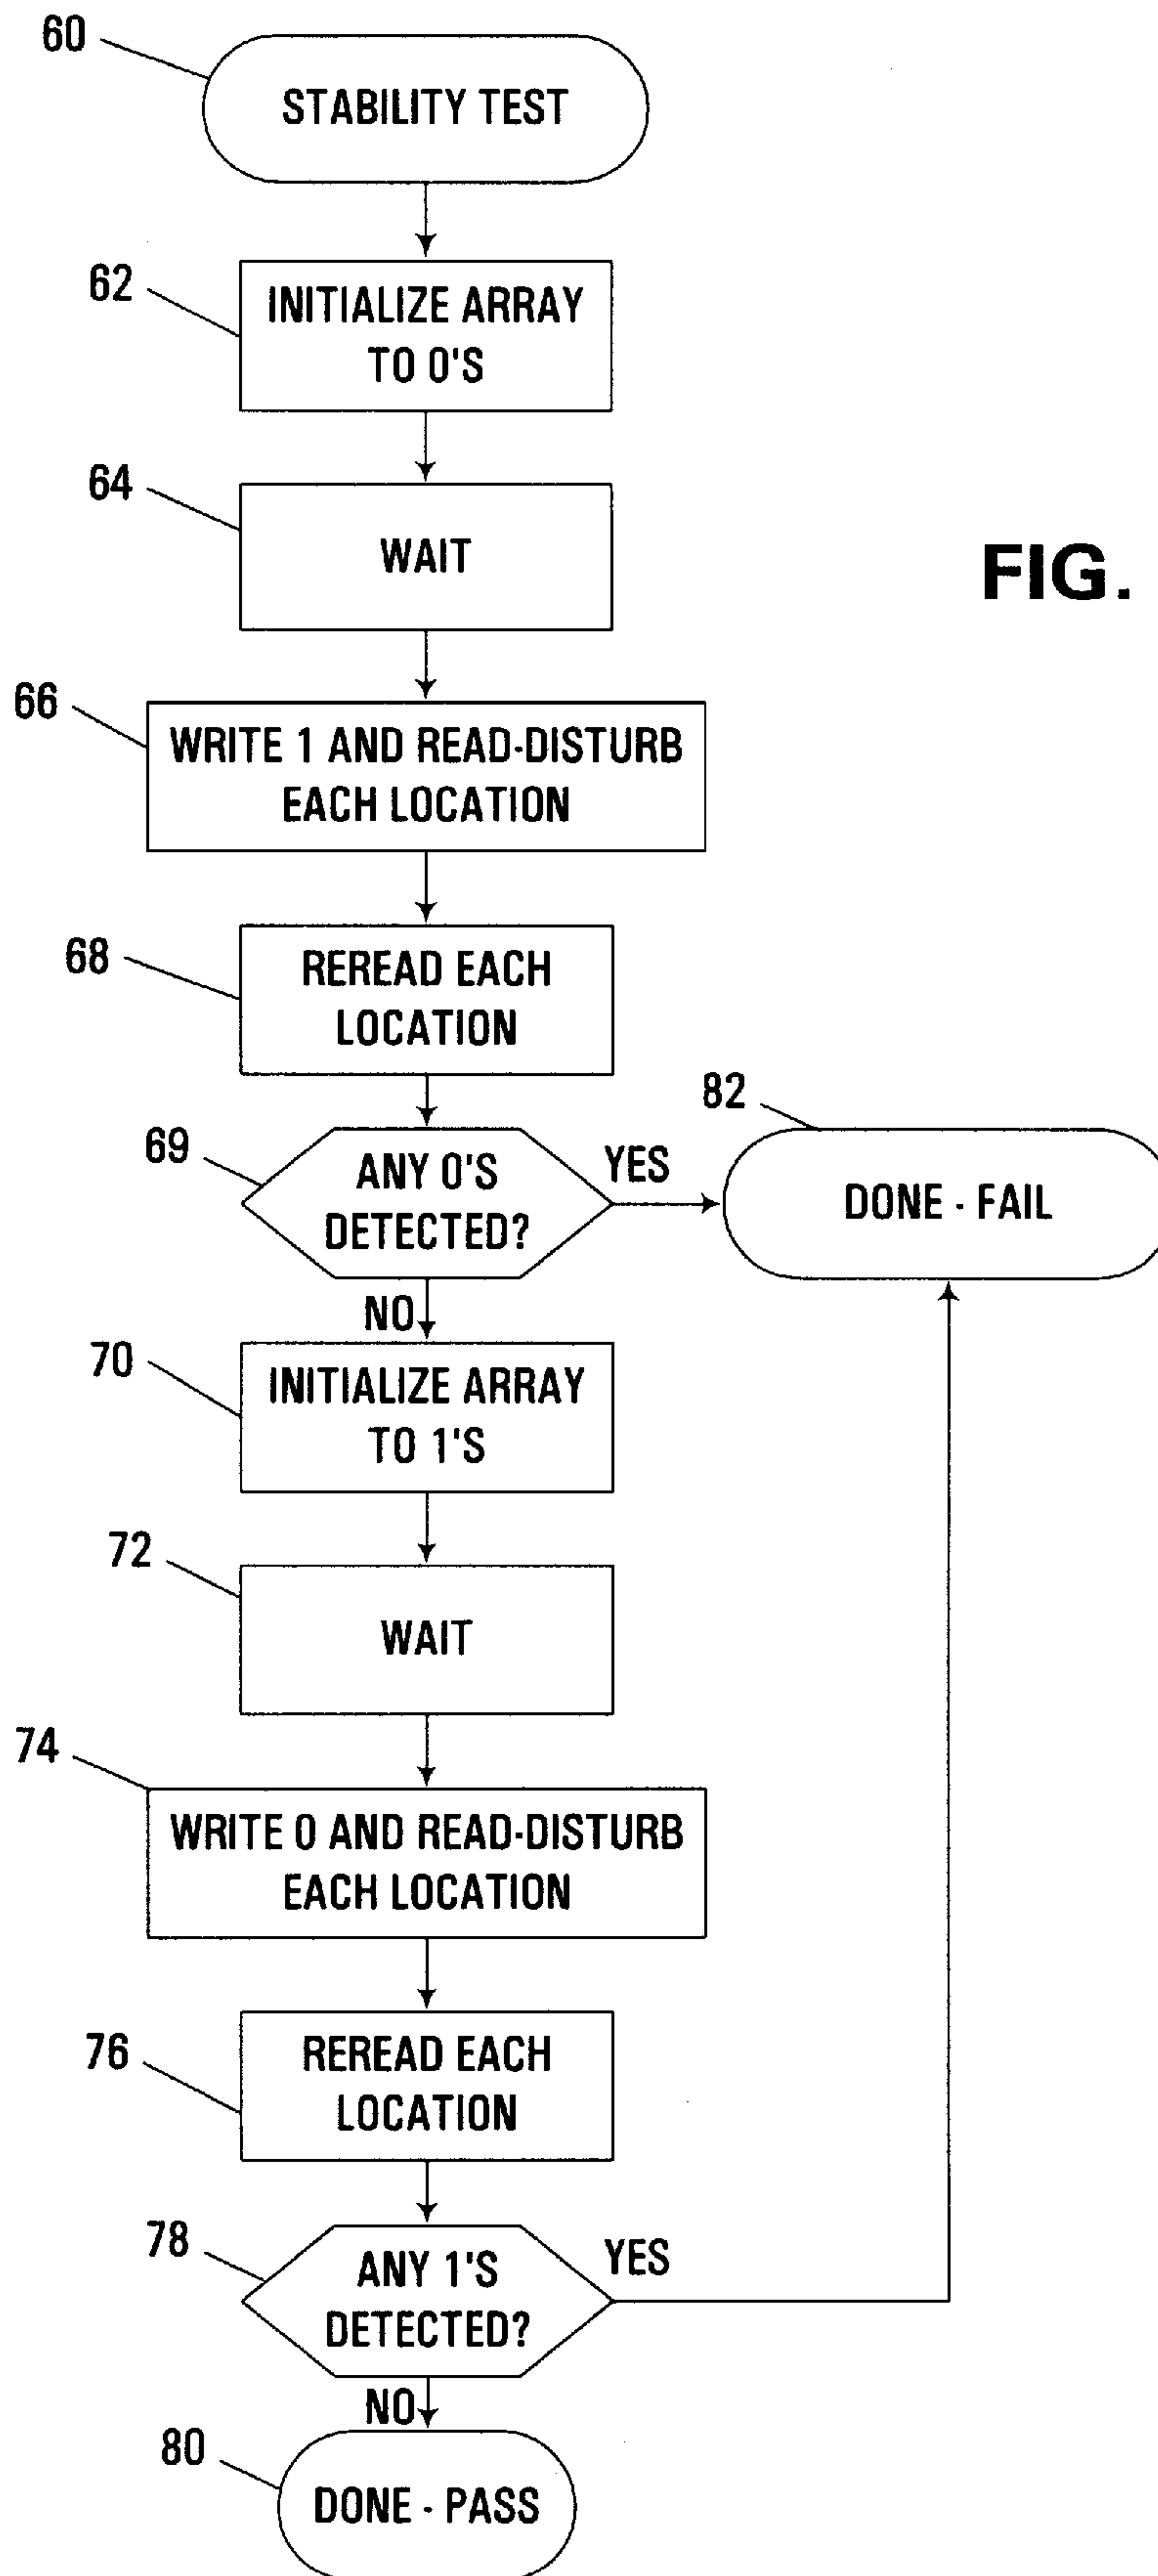 60
STABILITY TEST
62
INITIALIZE ARRAY
TO 0'S
64
WAIT
FIG.
66
WRITE 1 AND READ-DISTURB
EACH LOCATION
68
REREAD EACH
LOCATION
82
69
ANY 0'S
DETECTED?
YES
DONE - FAIL
NO
70
INITIALIZE ARRAY
TO 1'S
72
WAIT
74
WRITE 0 AND READ-DISTURB
EACH LOCATION
76
REREAD EACH
LOCATION
78
ANY 1'S
DETECTED?
YES
NO
80
DONE - PASS